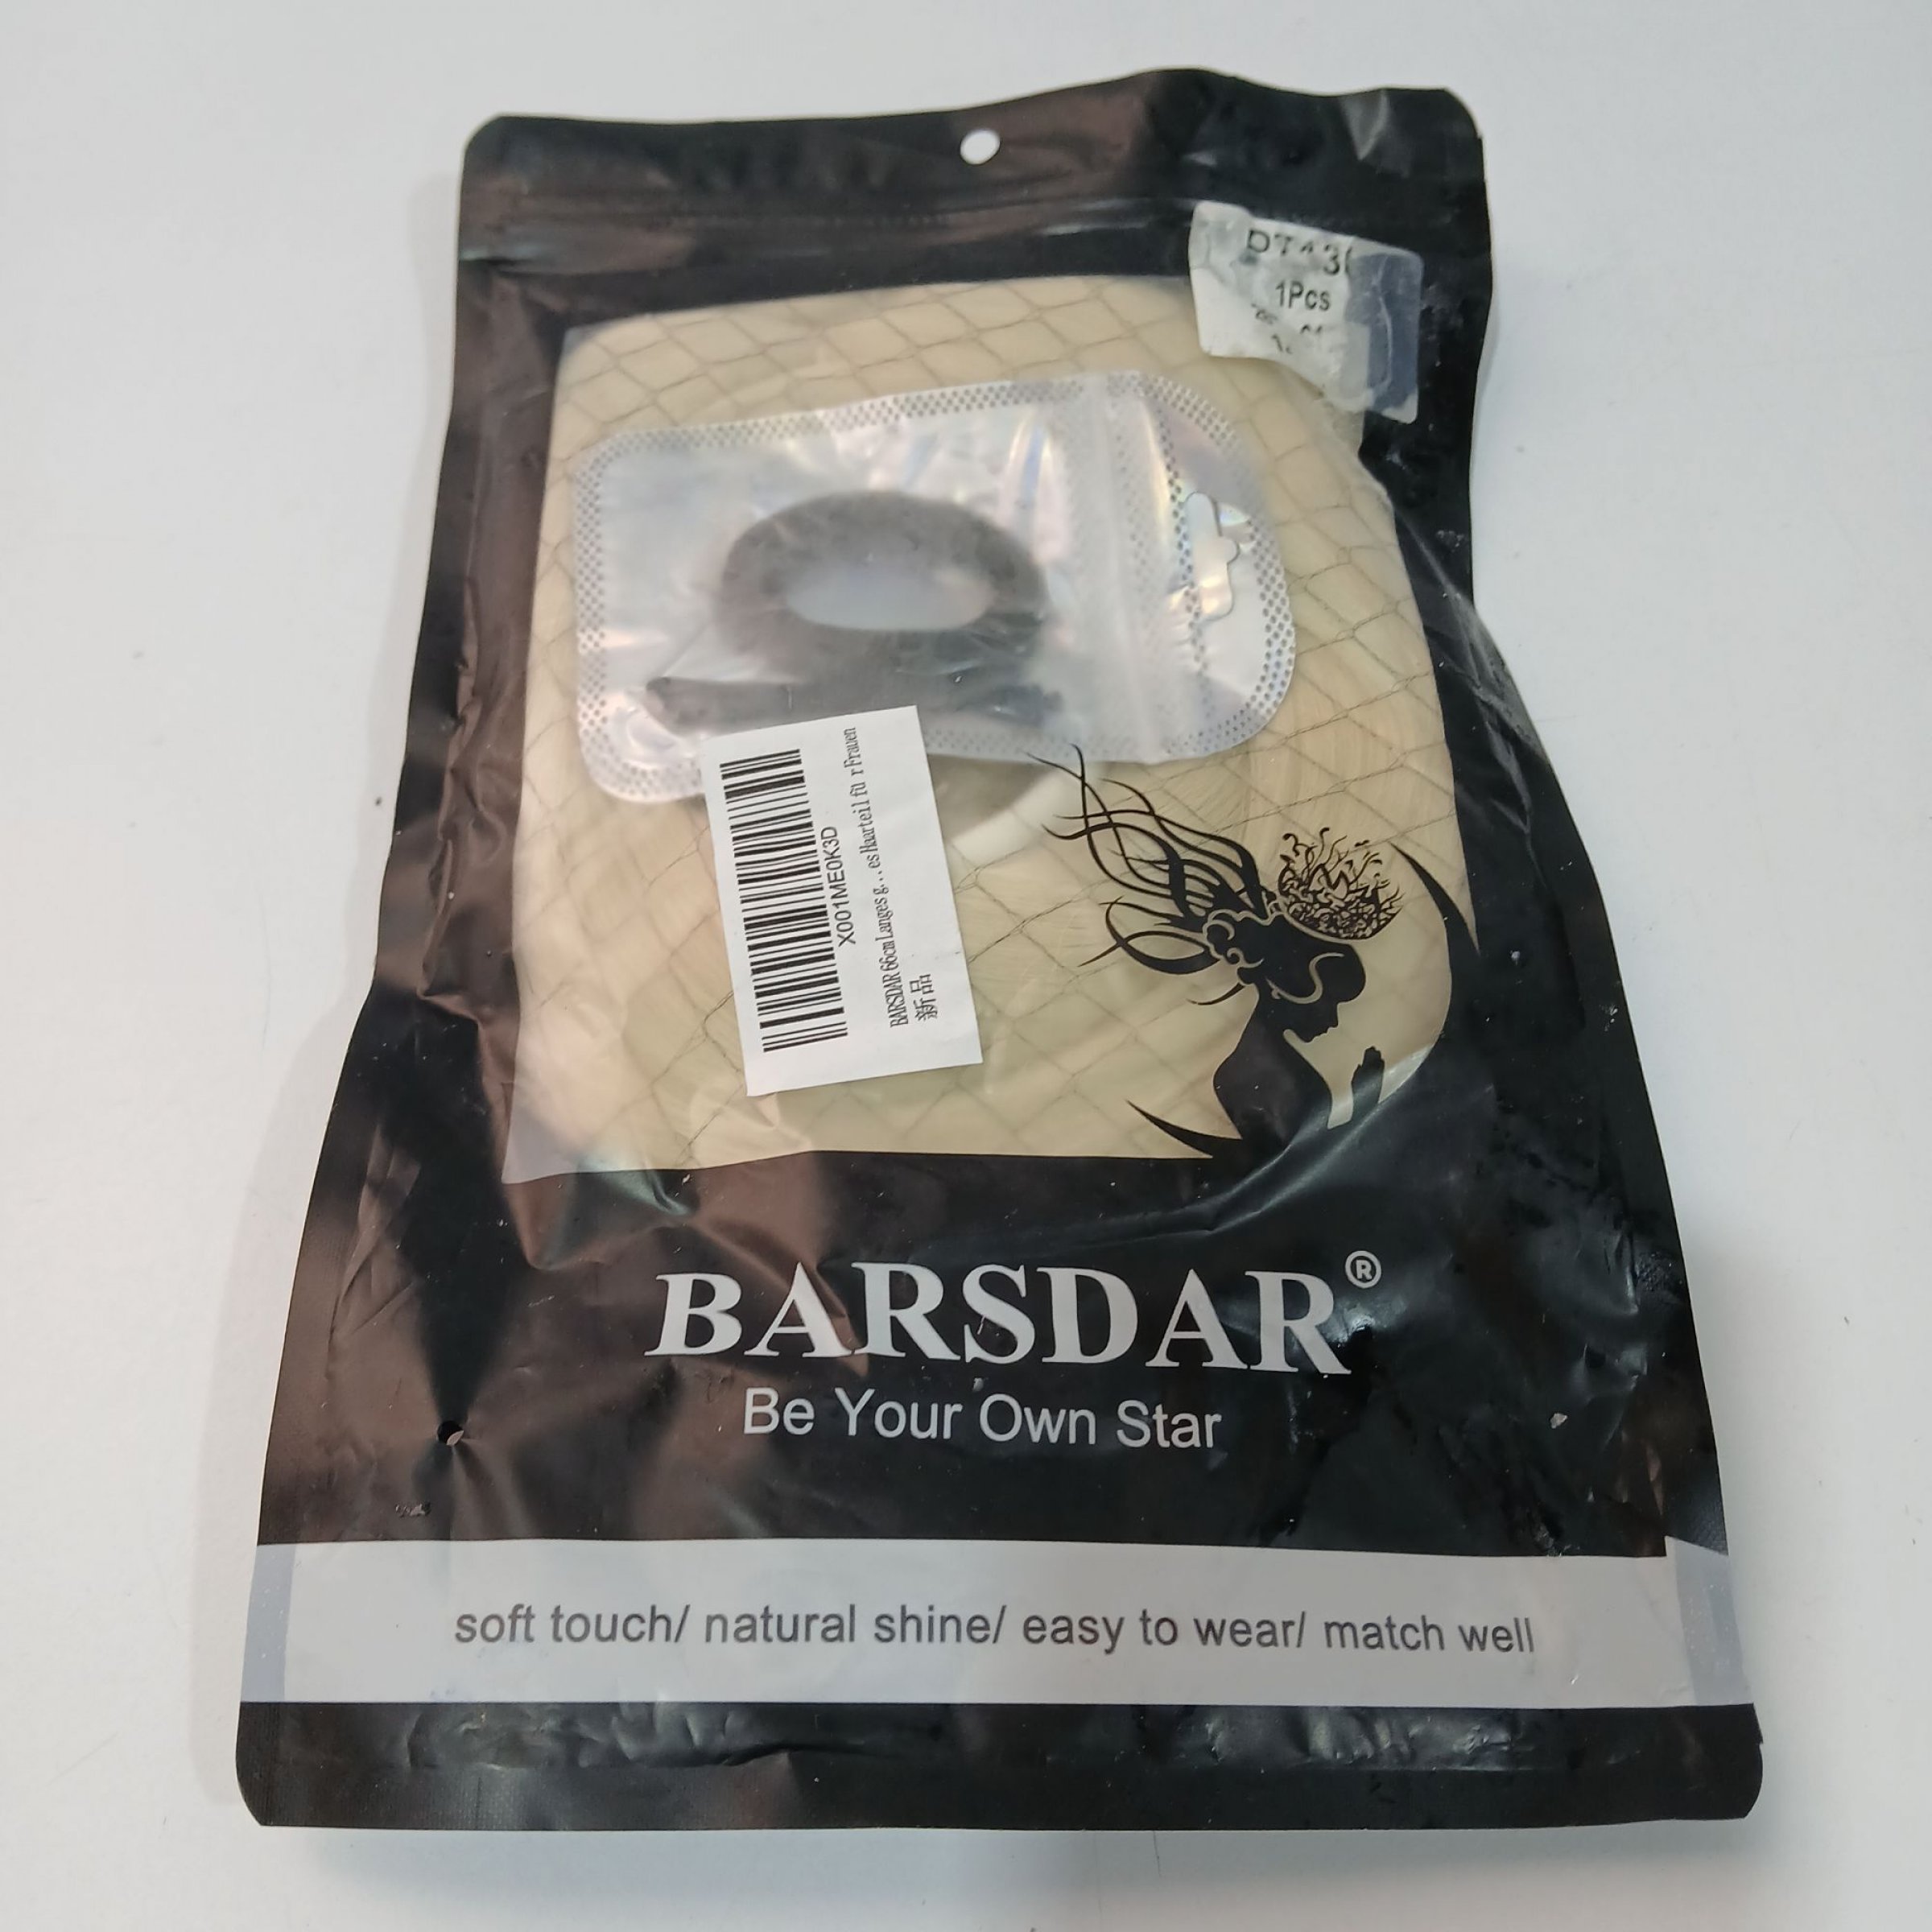 1Pcs
X001ME0K3D
BARSDAR 66cm Langes g...es Haarteil fü r Frauen
新品
BARSDAR®
Be Your Own Star
soft touch/ natural shine/ easy to wear/ match well